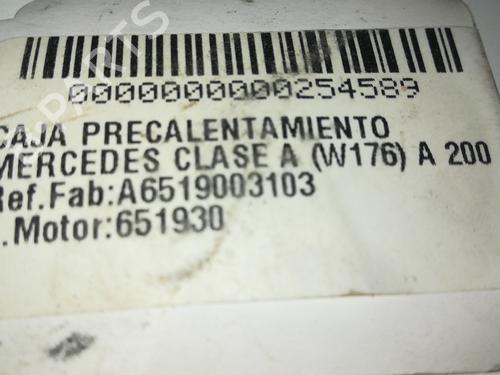 0000000000254589
CAJA PRECALENTAMIENTO
MERCEDES CLASE A (W176) A 200
Ref.Fab:A6519003103
.Motor:651930